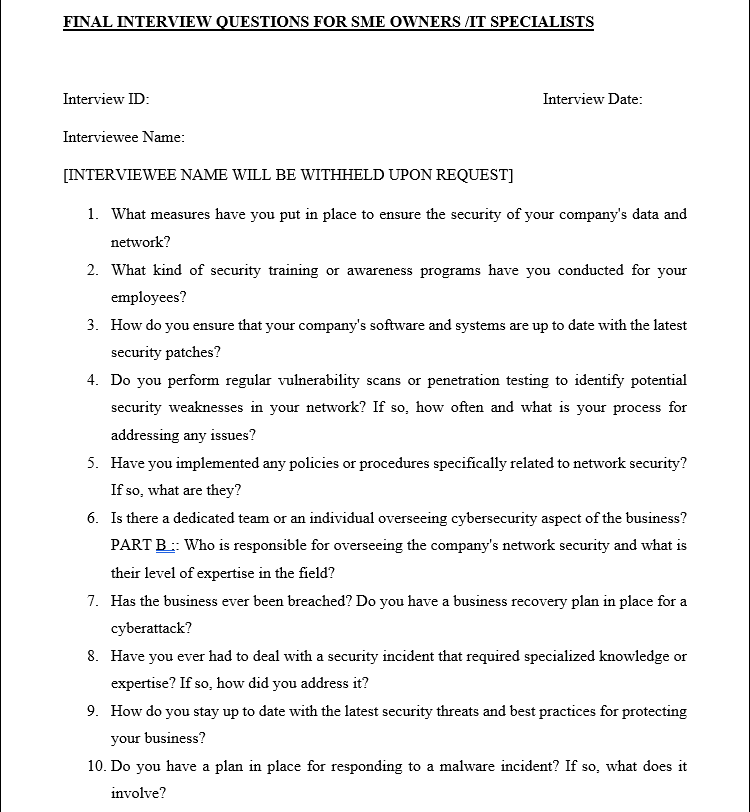 FINAL INTERVIEW QUESTIONS FOR SME OWNERS /IT SPECIALISTS
Interview ID: Interview Date:
Interviewee Name:
[INTERVIEWEE NAME WILL BE WITHHELD UPON REQUEST]
1. What measures have you put in place to ensure the security of your company's data and
network?
2. What kind of security training or awareness programs have you conducted for your
employees?
3. How do you ensure that your company's software and systems are up to date with the latest
security patches?
4. Do you perform regular vulnerability scans or penetration testing to identify potential
security weaknesses in your network? If so, how often and what is your process for
addressing any issues?
5. Have you implemented any policies or procedures specifically related to network security?
If so, what are they?
6. Is there a dedicated team or an individual overseeing cybersecurity aspect of the business?
PART B :: Who is responsible for overseeing the company's network security and what is
their level of expertise in the field?
7. Has the business ever been breached? Do you have a business recovery plan in place for a
cyberattack?
8. Have you ever had to deal with a security incident that required specialized knowledge or
expertise? If so, how did you address it?
9. How do you stay up to date with the latest security threats and best practices for protecting
your business?
10. Do you have a plan in place for responding to a malware incident? If so, what does it
involve?